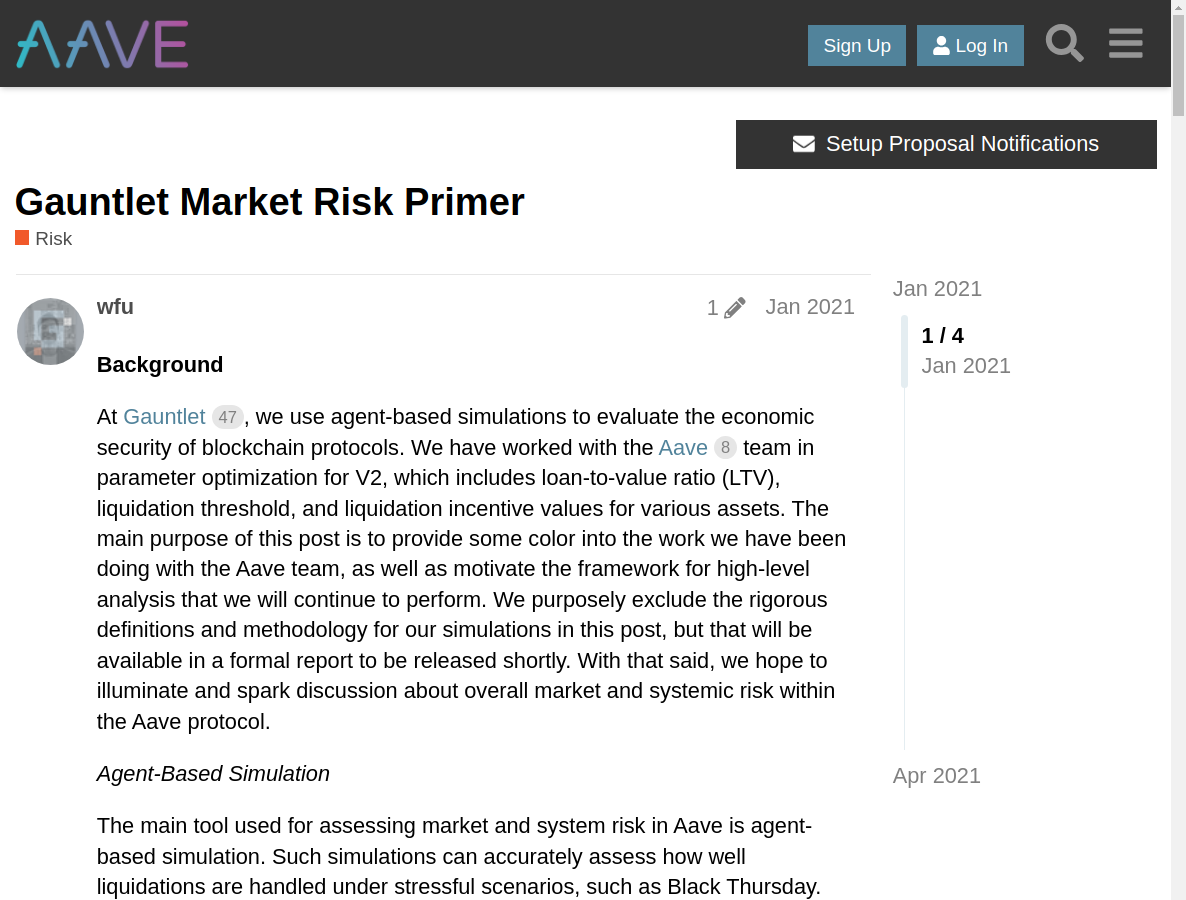 AAVE
Sign Up
Log In
Setup Proposal Notifications
Gauntlet Market Risk Primer
Risk
wfu
1
Jan 2021
Background
At Gauntlet 47, we use agent-based simulations to evaluate the economic
security of blockchain protocols. We have worked with the Aave 8 team in
parameter optimization for V2, which includes loan-to-value ratio (LTV),
liquidation threshold, and liquidation incentive values for various assets. The
main purpose of this post is to provide some color into the work we have been
doing with the Aave team, as well as motivate the framework for high-level
analysis that we will continue to perform. We purposely exclude the rigorous
definitions and methodology for our simulations in this post, but that will be
available in a formal report to be released shortly. With that said, we hope to
illuminate and spark discussion about overall market and systemic risk within
the Aave protocol.
Agent-Based Simulation
The main tool used for assessing market and system risk in Aave is agent-
based simulation. Such simulations can accurately assess how well
liquidations are handled under stressful scenarios, such as Black Thursday.
Jan 2021
1 / 4
Jan 2021
Apr 2021